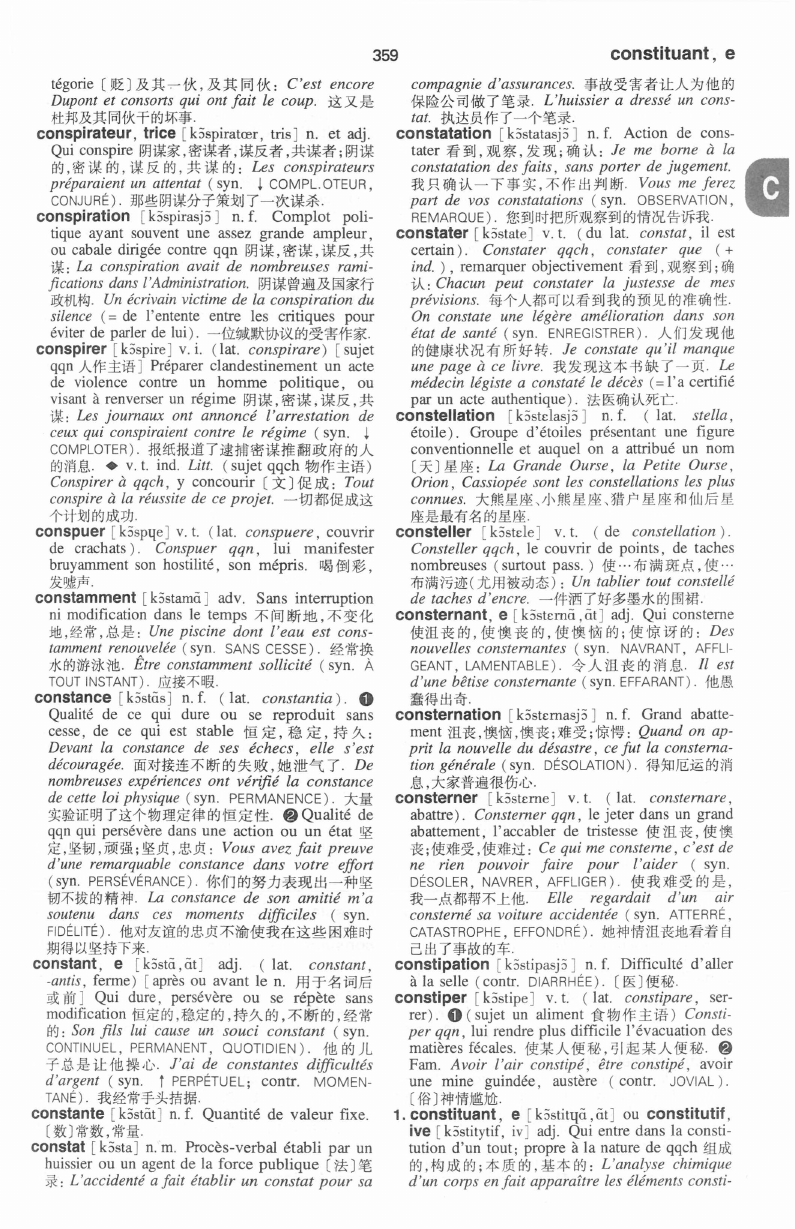 359
constituant, e
tégorie〔贬〕及其一伙,及其同伙: C'est encore
Dupont et consorts qui ont fait le coup. 这又是
杜邦及其同伙干的坏事.
conspirateur, trice [kɔ̃spiratœr, tris] n. et adj.
Qui conspire 阴谋家,密谋者,谋反者,共谋者;阴谋
的,密谋的,谋反的,共谋的: Les conspirateurs
préparaient un attentat (syn. ↓ COMPL.OTEUR,
CONJURÉ). 那些阴谋分子策划了一次谋杀.
conspiration [kɔ̃spirasjɔ̃] n. f. Complot poli-
tique ayant souvent une assez grande ampleur,
ou cabale dirigée contre qqn 阴谋,密谋,谋反,共
谋: La conspiration avait de nombreuses rami-
fications dans l'Administration. 阴谋曾遍及国家行
政机构. Un écrivain victime de la conspiration du
silence (= de l'entente entre les critiques pour
éviter de parler de lui). 一位缄默协议的受害作家.
conspirer [kɔ̃spire] v. i. (lat. conspirare) [sujet
qqn 人作主语] Préparer clandestinement un acte
de violence contre un homme politique, ou
visant à renverser un régime 阴谋,密谋,谋反,共
谋: Les journaux ont annoncé l'arrestation de
ceux qui conspiraient contre le régime (syn. ↓
COMPLOTER). 报纸报道了逮捕密谋推翻政府的人
的消息. ◆ v. t. ind. Litt. (sujet qqch 物作主语)
Conspirer à qqch, y concourir〔文〕促成: Tout
conspire à la réussite de ce projet. 一切都促成这
个计划的成功.
conspuer [kɔ̃spɥe] v. t. (lat. conspuere, couvrir
de crachats). Conspuer qqn, lui manifester
bruyamment son hostilité, son mépris. 喝倒彩,
发嘘声.
constamment [kɔ̃stamɑ̃] adv. Sans interruption
ni modification dans le temps 不间断地,不变化
地,经常,总是: Une piscine dont l'eau est cons-
tamment renouvelée (syn. SANS CESSE). 经常换
水的游泳池. Être constamment sollicité (syn. À
TOUT INSTANT). 应接不暇.
constance [kɔ̃stɑ̃s] n. f. (lat. constantia). ❶
Qualité de ce qui dure ou se reproduit sans
cesse, de ce qui est stable 恒定,稳定,持久:
Devant la constance de ses échecs, elle s'est
découragée. 面对接连不断的失败,她泄气了. De
nombreuses expériences ont vérifié la constance
de cette loi physique (syn. PERMANENCE). 大量
实验证明了这个物理定律的恒定性. ❷ Qualité de
qqn qui persévère dans une action ou un état 坚
定,坚韧,顽强;坚贞,忠贞: Vous avez fait preuve
d'une remarquable constance dans votre effort
(syn. PERSÉVÉRANCE). 你们的努力表现出一种坚
韧不拔的精神. La constance de son amitié m'a
soutenu dans ces moments difficiles (syn.
FIDÉLITÉ). 他对友谊的忠贞不渝使我在这些困难时
期得以坚持下来.
constant, e [kɔ̃stɑ̃, ɑ̃t] adj. (lat. constant,
-antis, ferme) [après ou avant le n. 用于名词后
或前] Qui dure, persévère ou se répète sans
modification 恒定的,稳定的,持久的,不断的,经常
的: Son fils lui cause un souci constant (syn.
CONTINUEL, PERMANENT, QUOTIDIEN). 他的儿
子总是让他操心. J'ai de constantes difficultés
d'argent (syn. ↑ PERPÉTUEL; contr. MOMEN-
TANÉ). 我经常手头拮据.
constante [kɔ̃stɑ̃t] n. f. Quantité de valeur fixe.
〔数〕常数,常量.
constat [kɔ̃sta] n. m. Procès-verbal établi par un
huissier ou un agent de la force publique〔法〕笔
录: L'accidenté a fait établir un constat pour sa
compagnie d'assurances. 事故受害者让人为他的
保险公司做了笔录. L'huissier a dressé un cons-
tat. 执达员作了一个笔录.
constatation [kɔ̃statasjɔ̃] n. f. Action de cons-
tater 看到,观察,发现;确认: Je me borne à la
constatation des faits, sans porter de jugement.
我只确认一下事实,不作出判断. Vous me ferez
part de vos constatations (syn. OBSERVATION,
REMARQUE). 您到时把所观察到的情况告诉我.
constater [kɔ̃state] v. t. (du lat. constat, il est
certain). Constater qqch, constater que (+
ind.), remarquer objectivement 看到,观察到;确
认: Chacun peut constater la justesse de mes
prévisions. 每个人都可以看到我的预见的准确性.
On constate une légère amélioration dans son
état de santé (syn. ENREGISTRER). 人们发现他
的健康状况有所好转. Je constate qu'il manque
une page à ce livre. 我发现这本书缺了一页. Le
médecin légiste a constaté le décès (= l'a certifié
par un acte authentique). 法医确认死亡.
constellation [kɔ̃stɛlasjɔ̃] n. f. (lat. stella,
étoile). Groupe d'étoiles présentant une figure
conventionnelle et auquel on a attribué un nom
〔天〕星座: La Grande Ourse, la Petite Ourse,
Orion, Cassiopée sont les constellations les plus
connues. 大熊星座、小熊星座、猎户星座和仙后星
座是最有名的星座.
consteller [kɔ̃stɛle] v. t. (de constellation).
Consteller qqch, le couvrir de points, de taches
nombreuses (surtout pass.) 使…布满斑点,使…
布满污迹(尤用被动态): Un tablier tout constellé
de taches d'encre. 一件洒了好多墨水的围裙.
consternant, e [kɔ̃stɛrnɑ̃, ɑ̃t] adj. Qui consterne
使沮丧的,使懊丧的,使懊恼的;使惊讶的: Des
nouvelles consternantes (syn. NAVRANT, AFFLI-
GEANT, LAMENTABLE). 令人沮丧的消息. Il est
d'une bêtise consternante (syn. EFFARANT). 他愚
蠢得出奇.
consternation [kɔ̃stɛrnasjɔ̃] n. f. Grand abatte-
ment 沮丧,懊恼,懊丧;难受;惊愕: Quand on ap-
prit la nouvelle du désastre, ce fut la consterna-
tion générale (syn. DÉSOLATION). 得知厄运的消
息,大家普遍很伤心.
consterner [kɔ̃stɛrne] v. t. (lat. consternare,
abattre). Consterner qqn, le jeter dans un grand
abattement, l'accabler de tristesse 使沮丧,使懊
丧;使难受,使难过: Ce qui me consterne, c'est de
ne rien pouvoir faire pour l'aider (syn.
DÉSOLER, NAVRER, AFFLIGER). 使我难受的是,
我一点都帮不上他. Elle regardait d'un air
consterné sa voiture accidentée (syn. ATTERRÉ,
CATASTROPHE, EFFONDRÉ). 她神情沮丧地看着自
己出了事故的车.
constipation [kɔ̃stipasjɔ̃] n. f. Difficulté d'aller
à la selle (contr. DIARRHÉE). 〔医〕便秘.
constiper [kɔ̃stipe] v. t. (lat. constipare, ser-
rer). ❶ (sujet un aliment 食物作主语) Consti-
per qqn, lui rendre plus difficile l'évacuation des
matières fécales. 使某人便秘,引起某人便秘. ❷
Fam. Avoir l'air constipé, être constipé, avoir
une mine guindée, austère (contr. JOVIAL).
〔俗〕神情尴尬.
1. constituant, e [kɔ̃stitɥɑ̃, ɑ̃t] ou constitutif,
ive [kɔ̃stitytif, iv] adj. Qui entre dans la consti-
tution d'un tout; propre à la nature de qqch 组成
的,构成的;本质的,基本的: L'analyse chimique
d'un corps en fait apparaître les éléments consti-
C